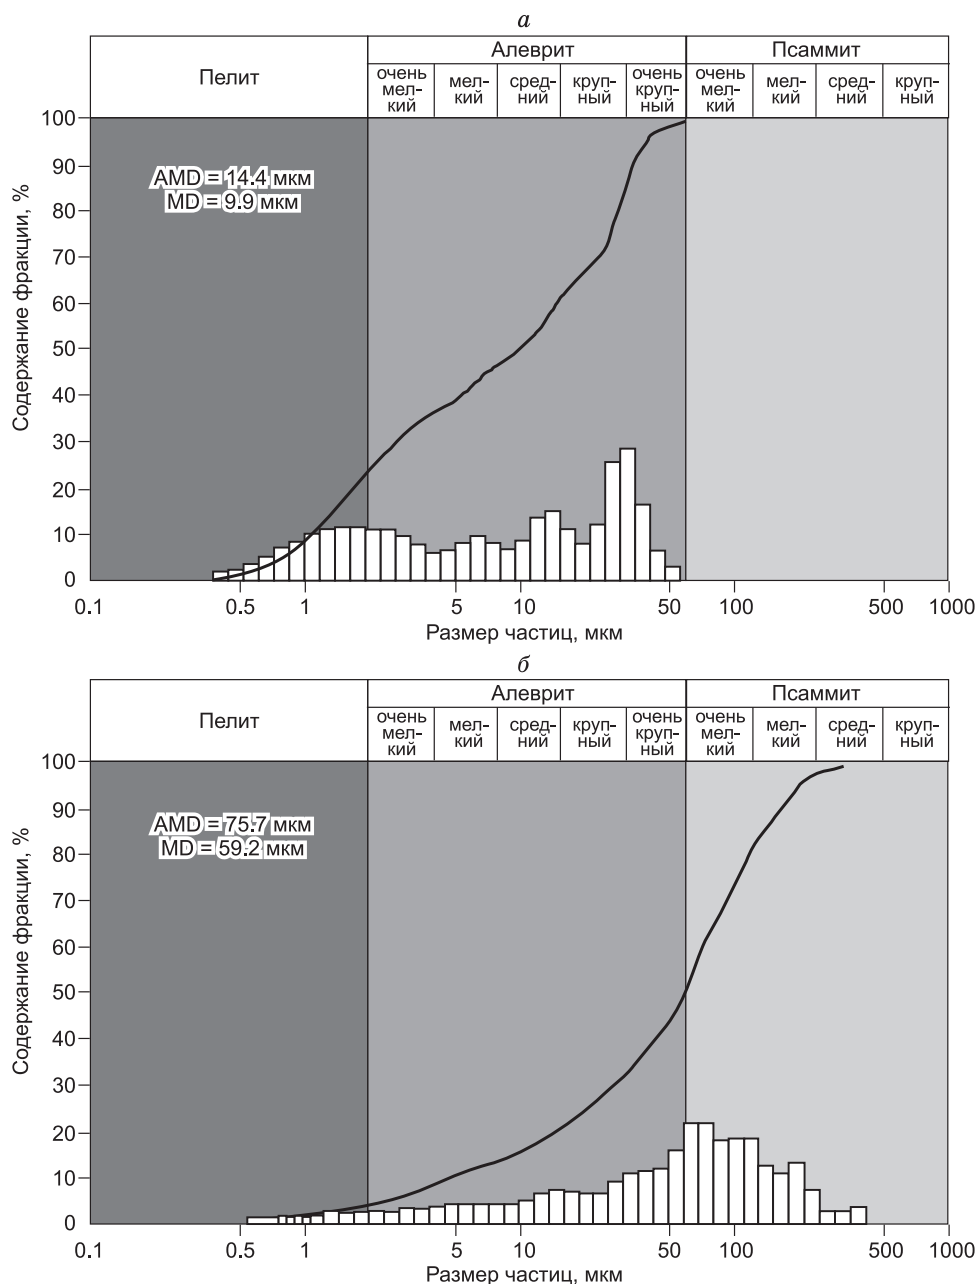 а
Пелит
Алеврит
Псаммит
очень мел- кий
мел- кий
сред- ний
круп- ный
очень круп- ный
очень мел- кий
мел- кий
сред- ний
круп- ный
Содержание фракции, %
100
90
80
70
60
50
40
30
20
10
0
AMD = 14.4 мкм
MD = 9.9 мкм
0.1
0.5
1
5
10
50
100
500
1000
Размер частиц, мкм
б
Пелит
Алеврит
Псаммит
очень мел- кий
мел- кий
сред- ний
круп- ный
очень круп- ный
очень мел- кий
мел- кий
сред- ний
круп- ный
Содержание фракции, %
100
90
80
70
60
50
40
30
20
10
0
AMD = 75.7 мкм
MD = 59.2 мкм
0.1
0.5
1
5
10
50
100
500
1000
Размер частиц, мкм